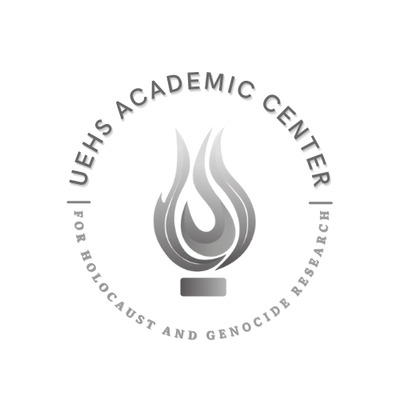 UEHS ACADEMIC CENTER
| FOR HOLOCAUST AND GENOCIDE RESEARCH |